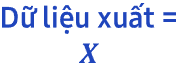 Dữ liệu xuất =
X